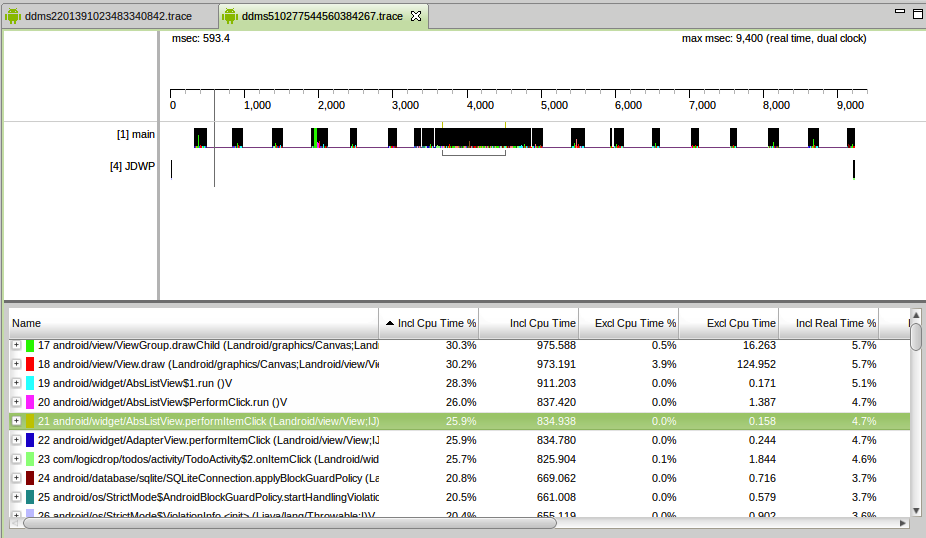 ddms2201391023483340842.trace ddms510277544560384267.trace
msec: 593.4 max msec: 9,400 (real time, dual clock)
0 1,000 2,000 3,000 4,000 5,000 6,000 7,000 8,000 9,000
[1] main
[4] JDWP
Name Incl Cpu Time % Incl Cpu Time Excl Cpu Time % Excl Cpu Time Incl Real Time %
17 android/view/ViewGroup.drawChild (Landroid/graphics/Canvas;Land 30.3% 975.588 0.5% 16.263 5.7%
18 android/view/View.draw (Landroid/graphics/Canvas;Landroid/view/Vi 30.2% 973.191 3.9% 124.952 5.7%
19 android/widget/AbsListView$1.run ()V 28.3% 911.203 0.0% 0.171 5.1%
20 android/widget/AbsListView$PerformClick.run ()V 26.0% 837.420 0.0% 1.387 4.7%
21 android/widget/AbsListView.performItemClick (Landroid/view/View;IJ) 25.9% 834.938 0.0% 0.158 4.7%
22 android/widget/AdapterView.performItemClick (Landroid/view/View;IJ 25.9% 834.780 0.0% 0.244 4.7%
23 com/logicdrop/todos/activity/TodoActivity$2.onItemClick (Landroid/wid 25.7% 825.904 0.1% 1.844 4.6%
24 android/database/sqlite/SQLiteConnection.applyBlockGuardPolicy (La 20.8% 669.062 0.0% 0.716 3.7%
25 android/os/StrictMode$AndroidBlockGuardPolicy.startHandlingViolatio 20.5% 661.008 0.0% 0.579 3.7%
26 android/os/StrictMode$ViolationInfo.<init> (Ljava/lang/Throwable;I)V 20.4% 655.119 0.0% 0.902 3.6%